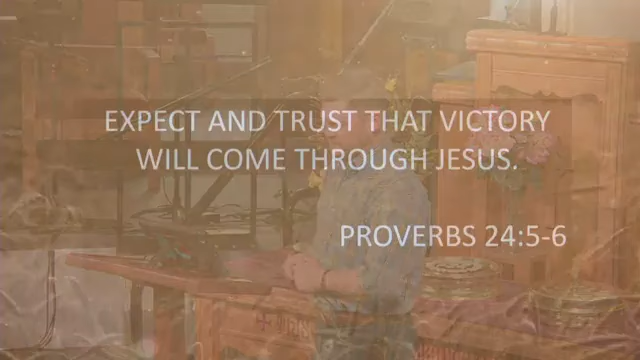 EXPECT AND TRUST THAT VICTORY
WILL COME THROUGH JESUS.
PROVERBS 24:5-6